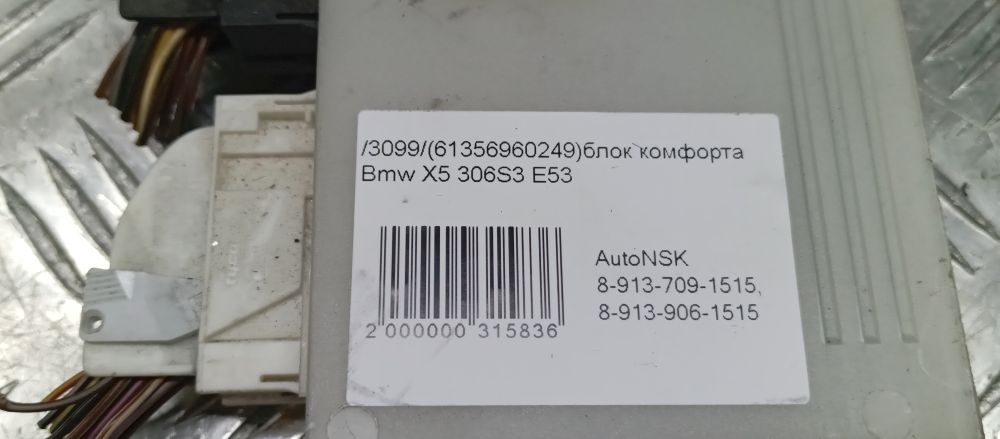 /3099/(61356960249)блок комфорта
Bmw X5 306S3 E53
AutoNSK
8-913-709-1515,
8-913-906-1515
2 000000 315836